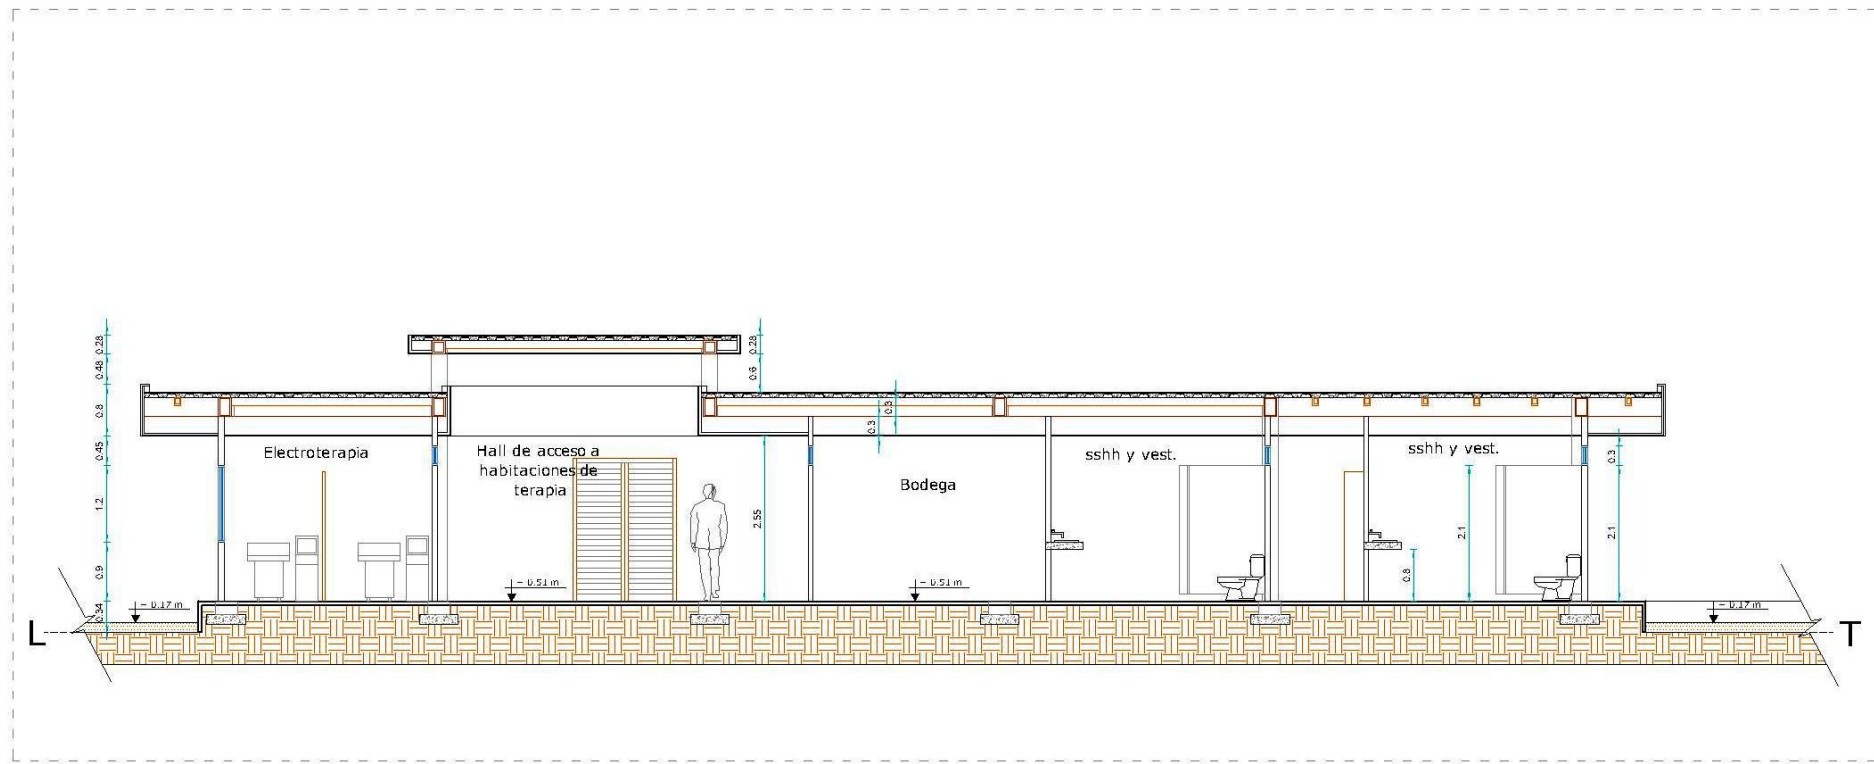 0.28
0.48
0.8
0.45
1.2
0.9
0.34
0.28
0.6
0.3
0.3
Electroterapia
Hall de acceso a
habitaciones de
terapia
Bodega
sshh y vest.
sshh y vest.
2.55
0.3
2.1
2.1
0.8
- 0.51 m
- 0.51 m
- 0.17 m
- 0.17 m
L
T